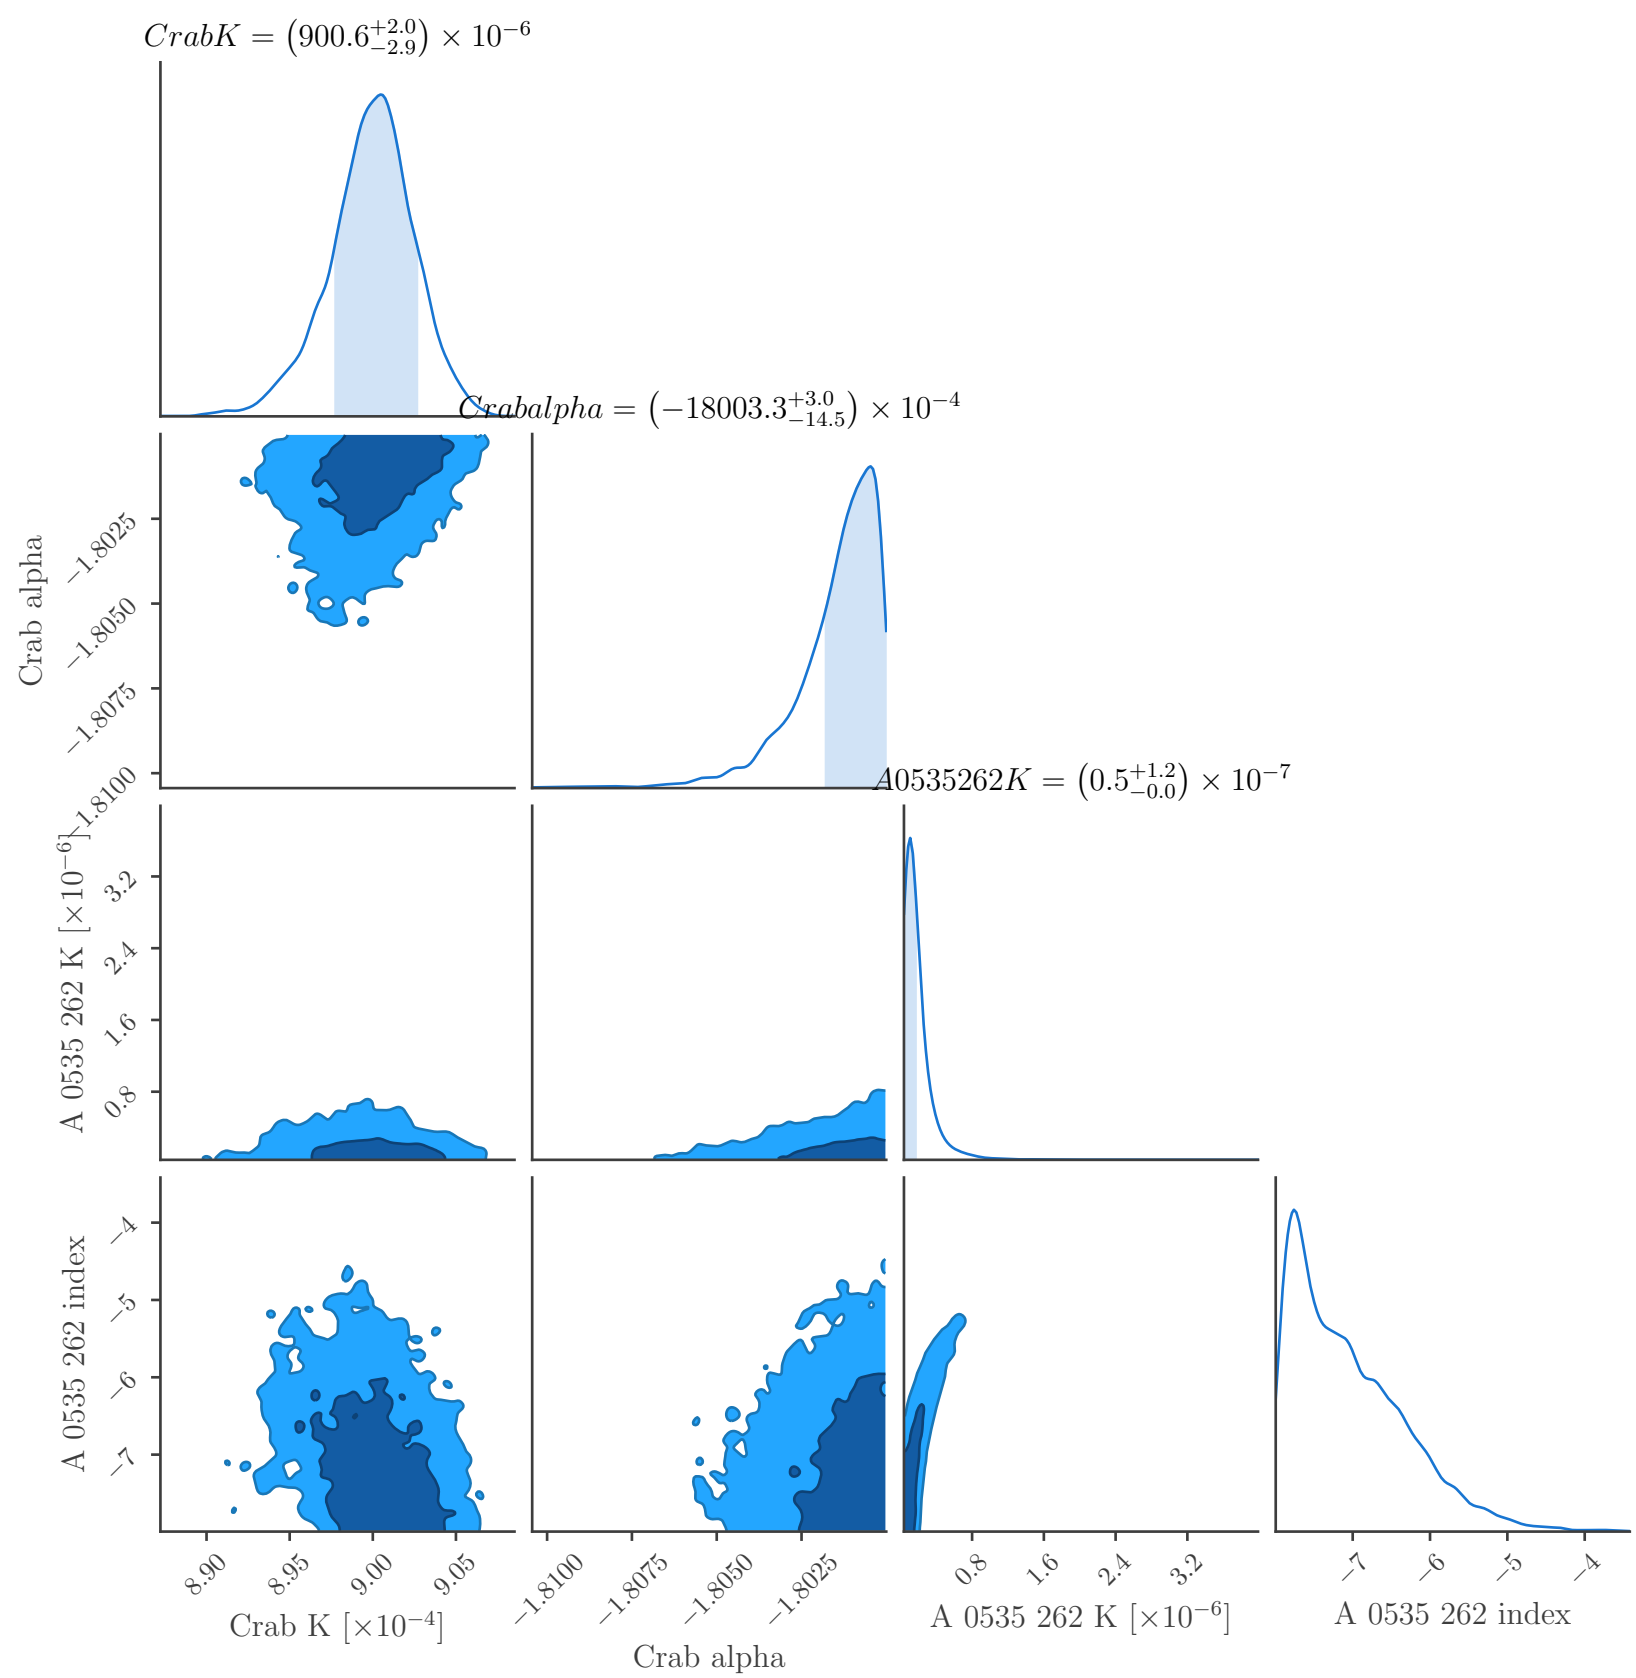 CrabK = (900.6^{+2.0}_{-2.9}) × 10^{-6}
Crabalpha = (−18003.3^{+3.0}_{-14.5}) × 10^{-4}
Crab alpha
−1.8025
−1.8050
−1.8075
−1.8100
A0535262K = (0.5^{+1.2}_{-0.0}) × 10^{-7}
A 0535 262 K [×10^{-6}]
3.2
2.4
1.6
0.8
A 0535 262 index
−4
−5
−6
−7
8.90 8.95 9.00 9.05
Crab K [×10^{-4}]
−1.8100 −1.8075 −1.8050 −1.8025
Crab alpha
0.8 1.6 2.4 3.2
A 0535 262 K [×10^{-6}]
−7 −6 −5 −4
A 0535 262 index